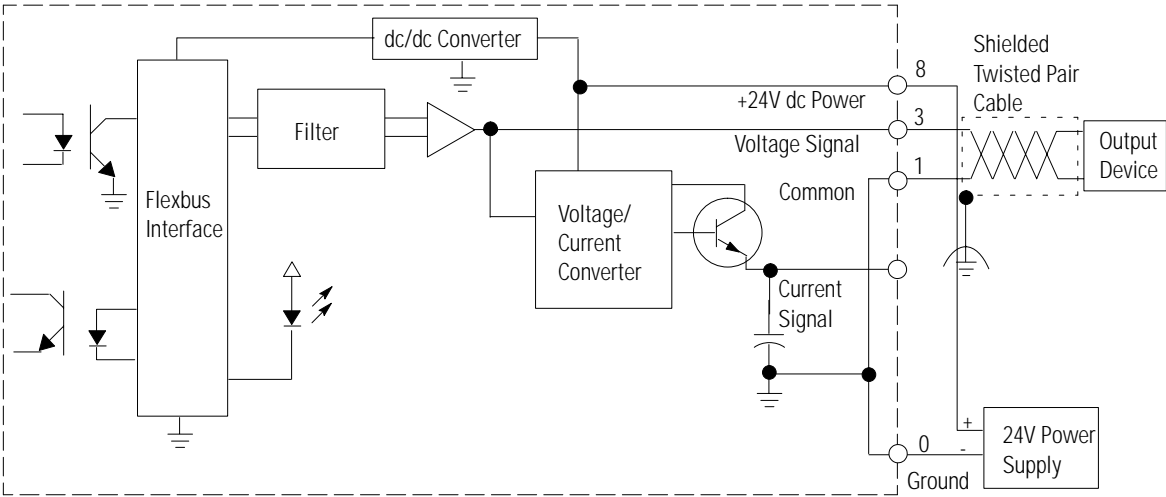 dc/dc Converter
8
Shielded
Twisted Pair
Cable
+24V dc Power
Filter
3
Voltage Signal
Output
Device
1
Common
Flexbus
Interface
Voltage/
Current
Converter
Current
Signal
+
24V Power
Supply
0
-
Ground